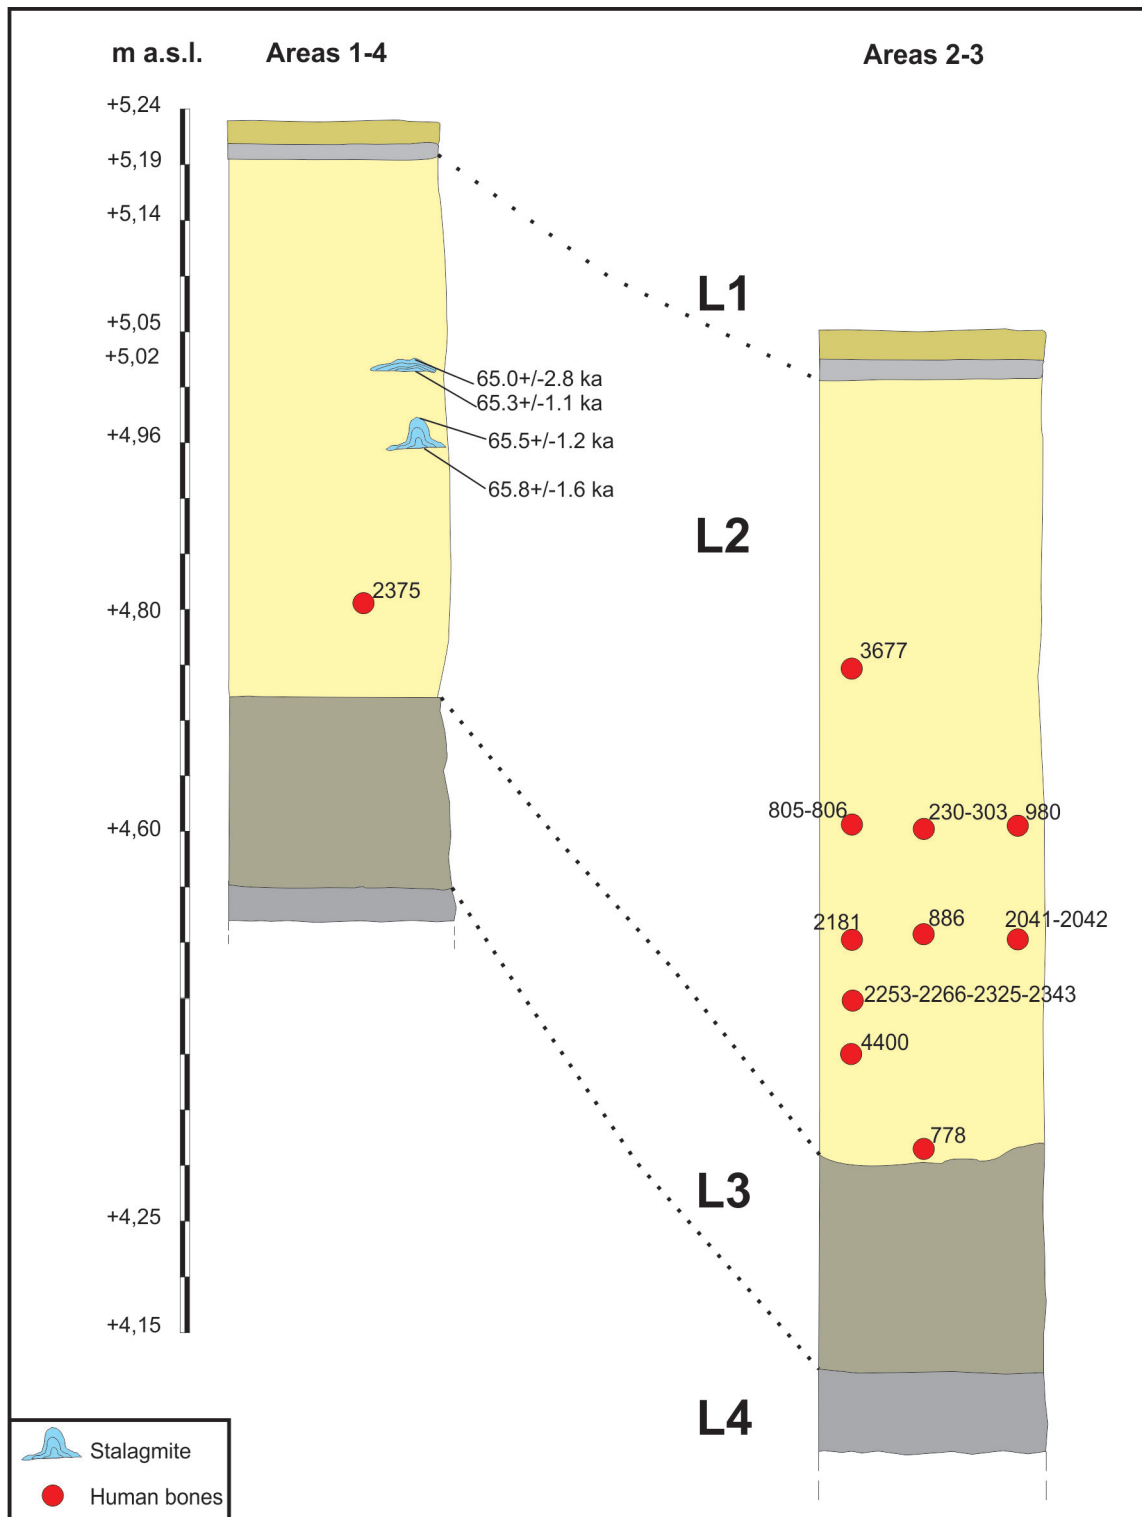 m a.s.l.
Areas 1-4
Areas 2-3
+5,24
+5,19
+5,14
+5,05
+5,02
+4,96
+4,80
+4,60
+4,25
+4,15
65.0+/-2.8 ka
65.3+/-1.1 ka
65.5+/-1.2 ka
65.8+/-1.6 ka
2375
L1
L2
L3
L4
3677
805-806
230-303
980
2181
886
2041-2042
2253-2266-2325-2343
4400
778
Stalagmite
Human bones